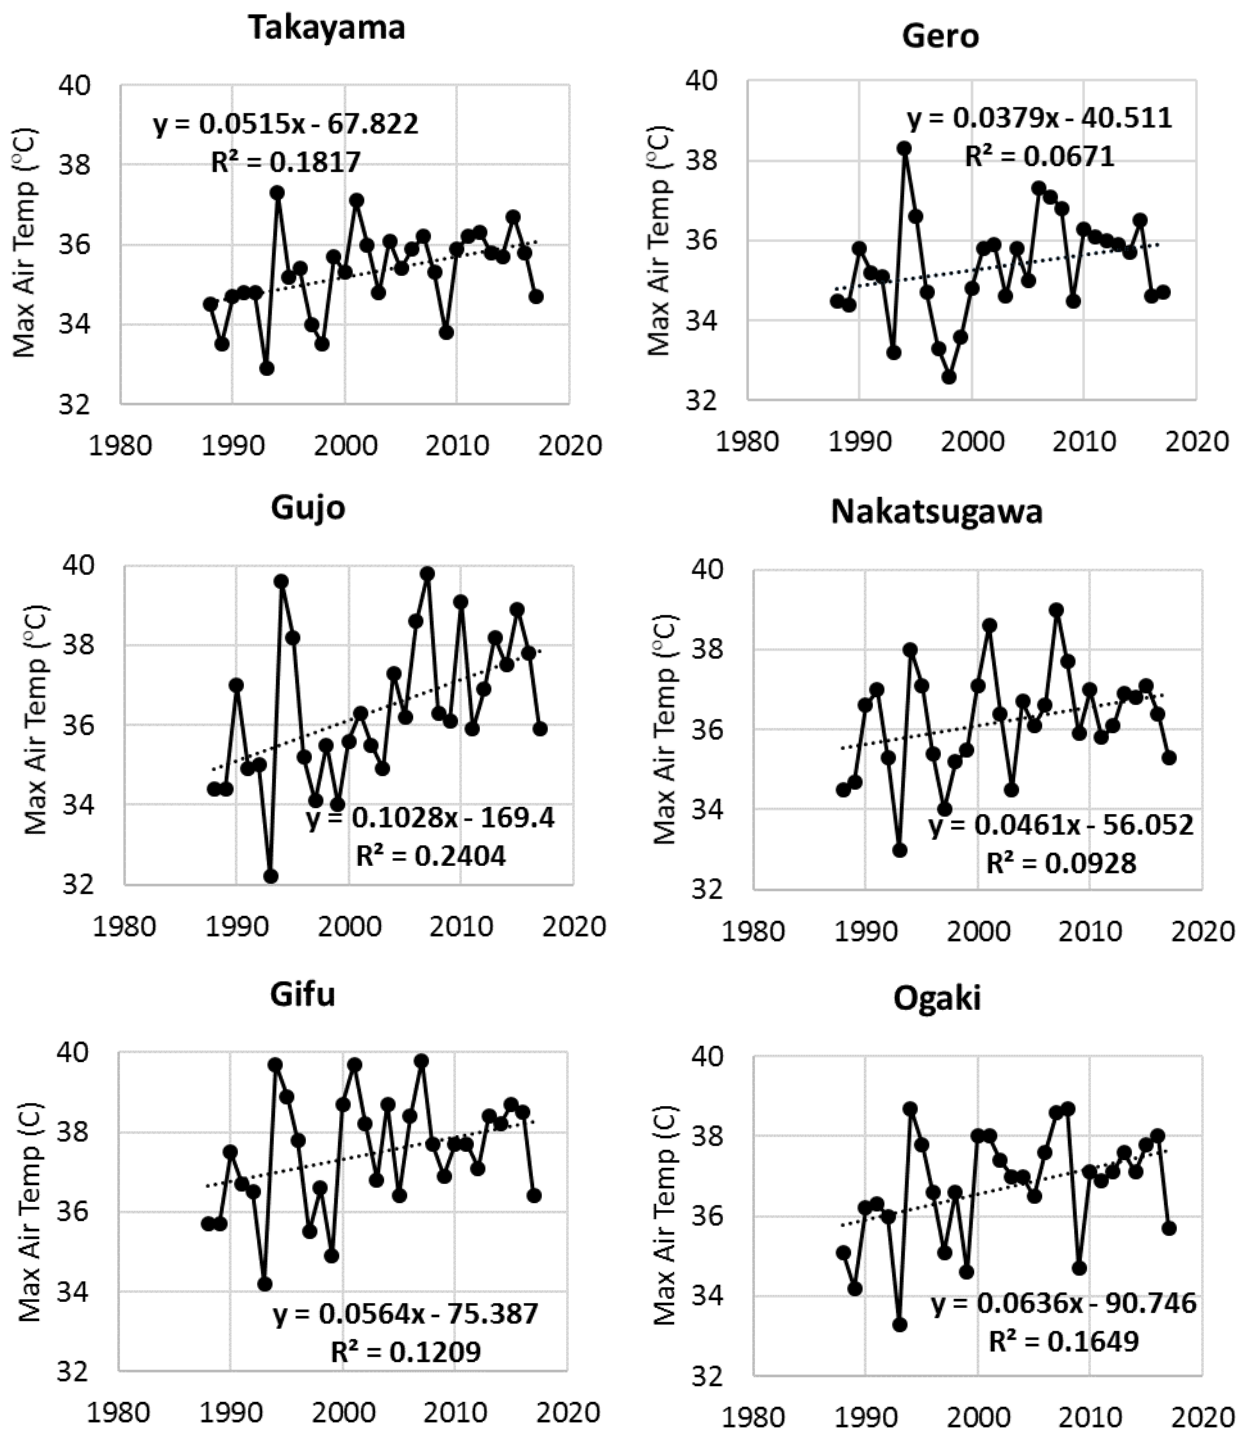 Takayama
Max Air Temp (°C)
40
38
36
34
32
y = 0.0515x - 67.822
R² = 0.1817
1980 1990 2000 2010 2020
Gero
Max Air Temp (°C)
40
38
36
34
32
y = 0.0379x - 40.511
R² = 0.0671
1980 1990 2000 2010 2020
Gujo
Max Air Temp (°C)
40
38
36
34
32
y = 0.1028x - 169.4
R² = 0.2404
1980 1990 2000 2010 2020
Nakatsugawa
Max Air Temp (°C)
40
38
36
34
32
y = 0.0461x - 56.052
R² = 0.0928
1980 1990 2000 2010 2020
Gifu
Max Air Temp (C)
40
38
36
34
32
y = 0.0564x - 75.387
R² = 0.1209
1980 1990 2000 2010 2020
Ogaki
Max Air Temp (C)
40
38
36
34
32
y = 0.0636x - 90.746
R² = 0.1649
1980 1990 2000 2010 2020